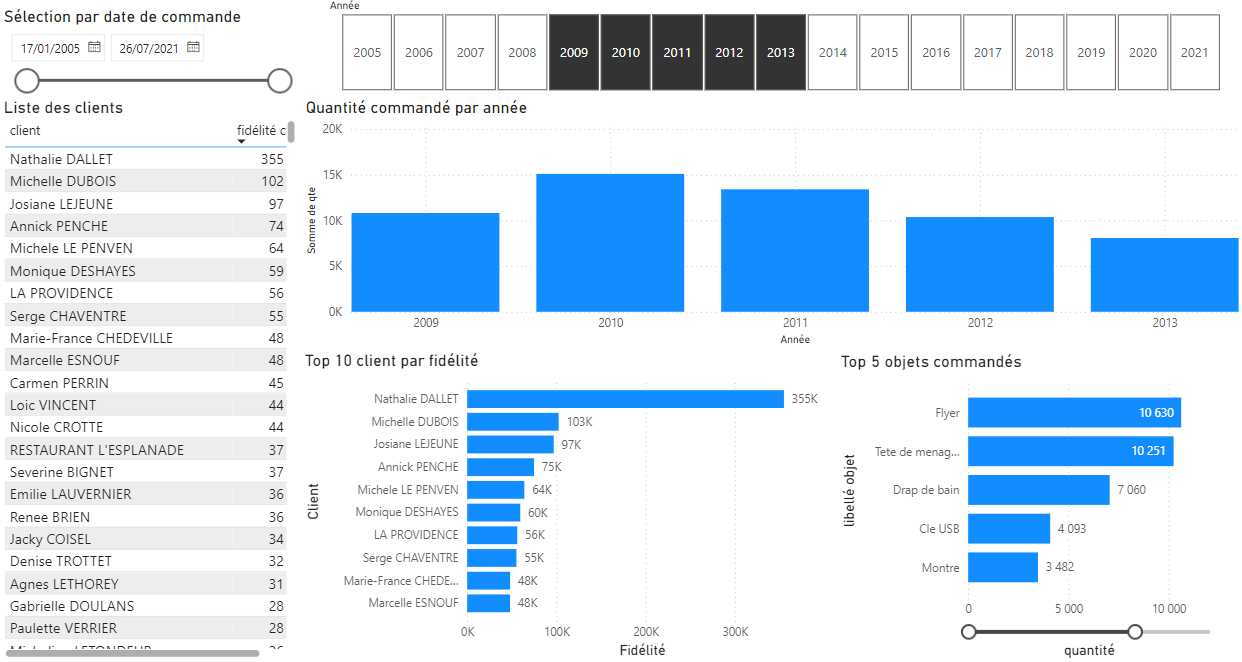 Sélection par date de commande
17/01/2005 26/07/2021
Année
2005 2006 2007 2008 2009 2010 2011 2012 2013 2014 2015 2016 2017 2018 2019 2020 2021
Liste des clients
client fidélité c
Nathalie DALLET 355
Michelle DUBOIS 102
Josiane LEJEUNE 97
Annick PENCHE 74
Michele LE PENVEN 64
Monique DESHAYES 59
LA PROVIDENCE 56
Serge CHAVENTRE 55
Marie-France CHEDEVILLE 48
Marcelle ESNOUF 48
Carmen PERRIN 45
Loic VINCENT 44
Nicole CROTTE 44
RESTAURANT L'ESPLANADE 37
Severine BIGNET 37
Emilie LAUVERNIER 36
Renee BRIEN 36
Jacky COISEL 34
Denise TROTTET 32
Agnes LETHOREY 31
Gabrielle DOULANS 28
Paulette VERRIER 28
Quantité commandé par année
Somme de qte
20K
15K
10K
5K
0K
2009 2010 2011 2012 2013
Année
Top 10 client par fidélité
Client
Nathalie DALLET 355K
Michelle DUBOIS 103K
Josiane LEJEUNE 97K
Annick PENCHE 75K
Michele LE PENVEN 64K
Monique DESHAYES 60K
LA PROVIDENCE 56K
Serge CHAVENTRE 55K
Marie-France CHEDE... 48K
Marcelle ESNOUF 48K
0K 100K 200K 300K
Fidélité
Top 5 objets commandés
libellé objet
Flyer 10 630
Tete de menag... 10 251
Drap de bain 7 060
Cle USB 4 093
Montre 3 482
0 5 000 10 000
quantité